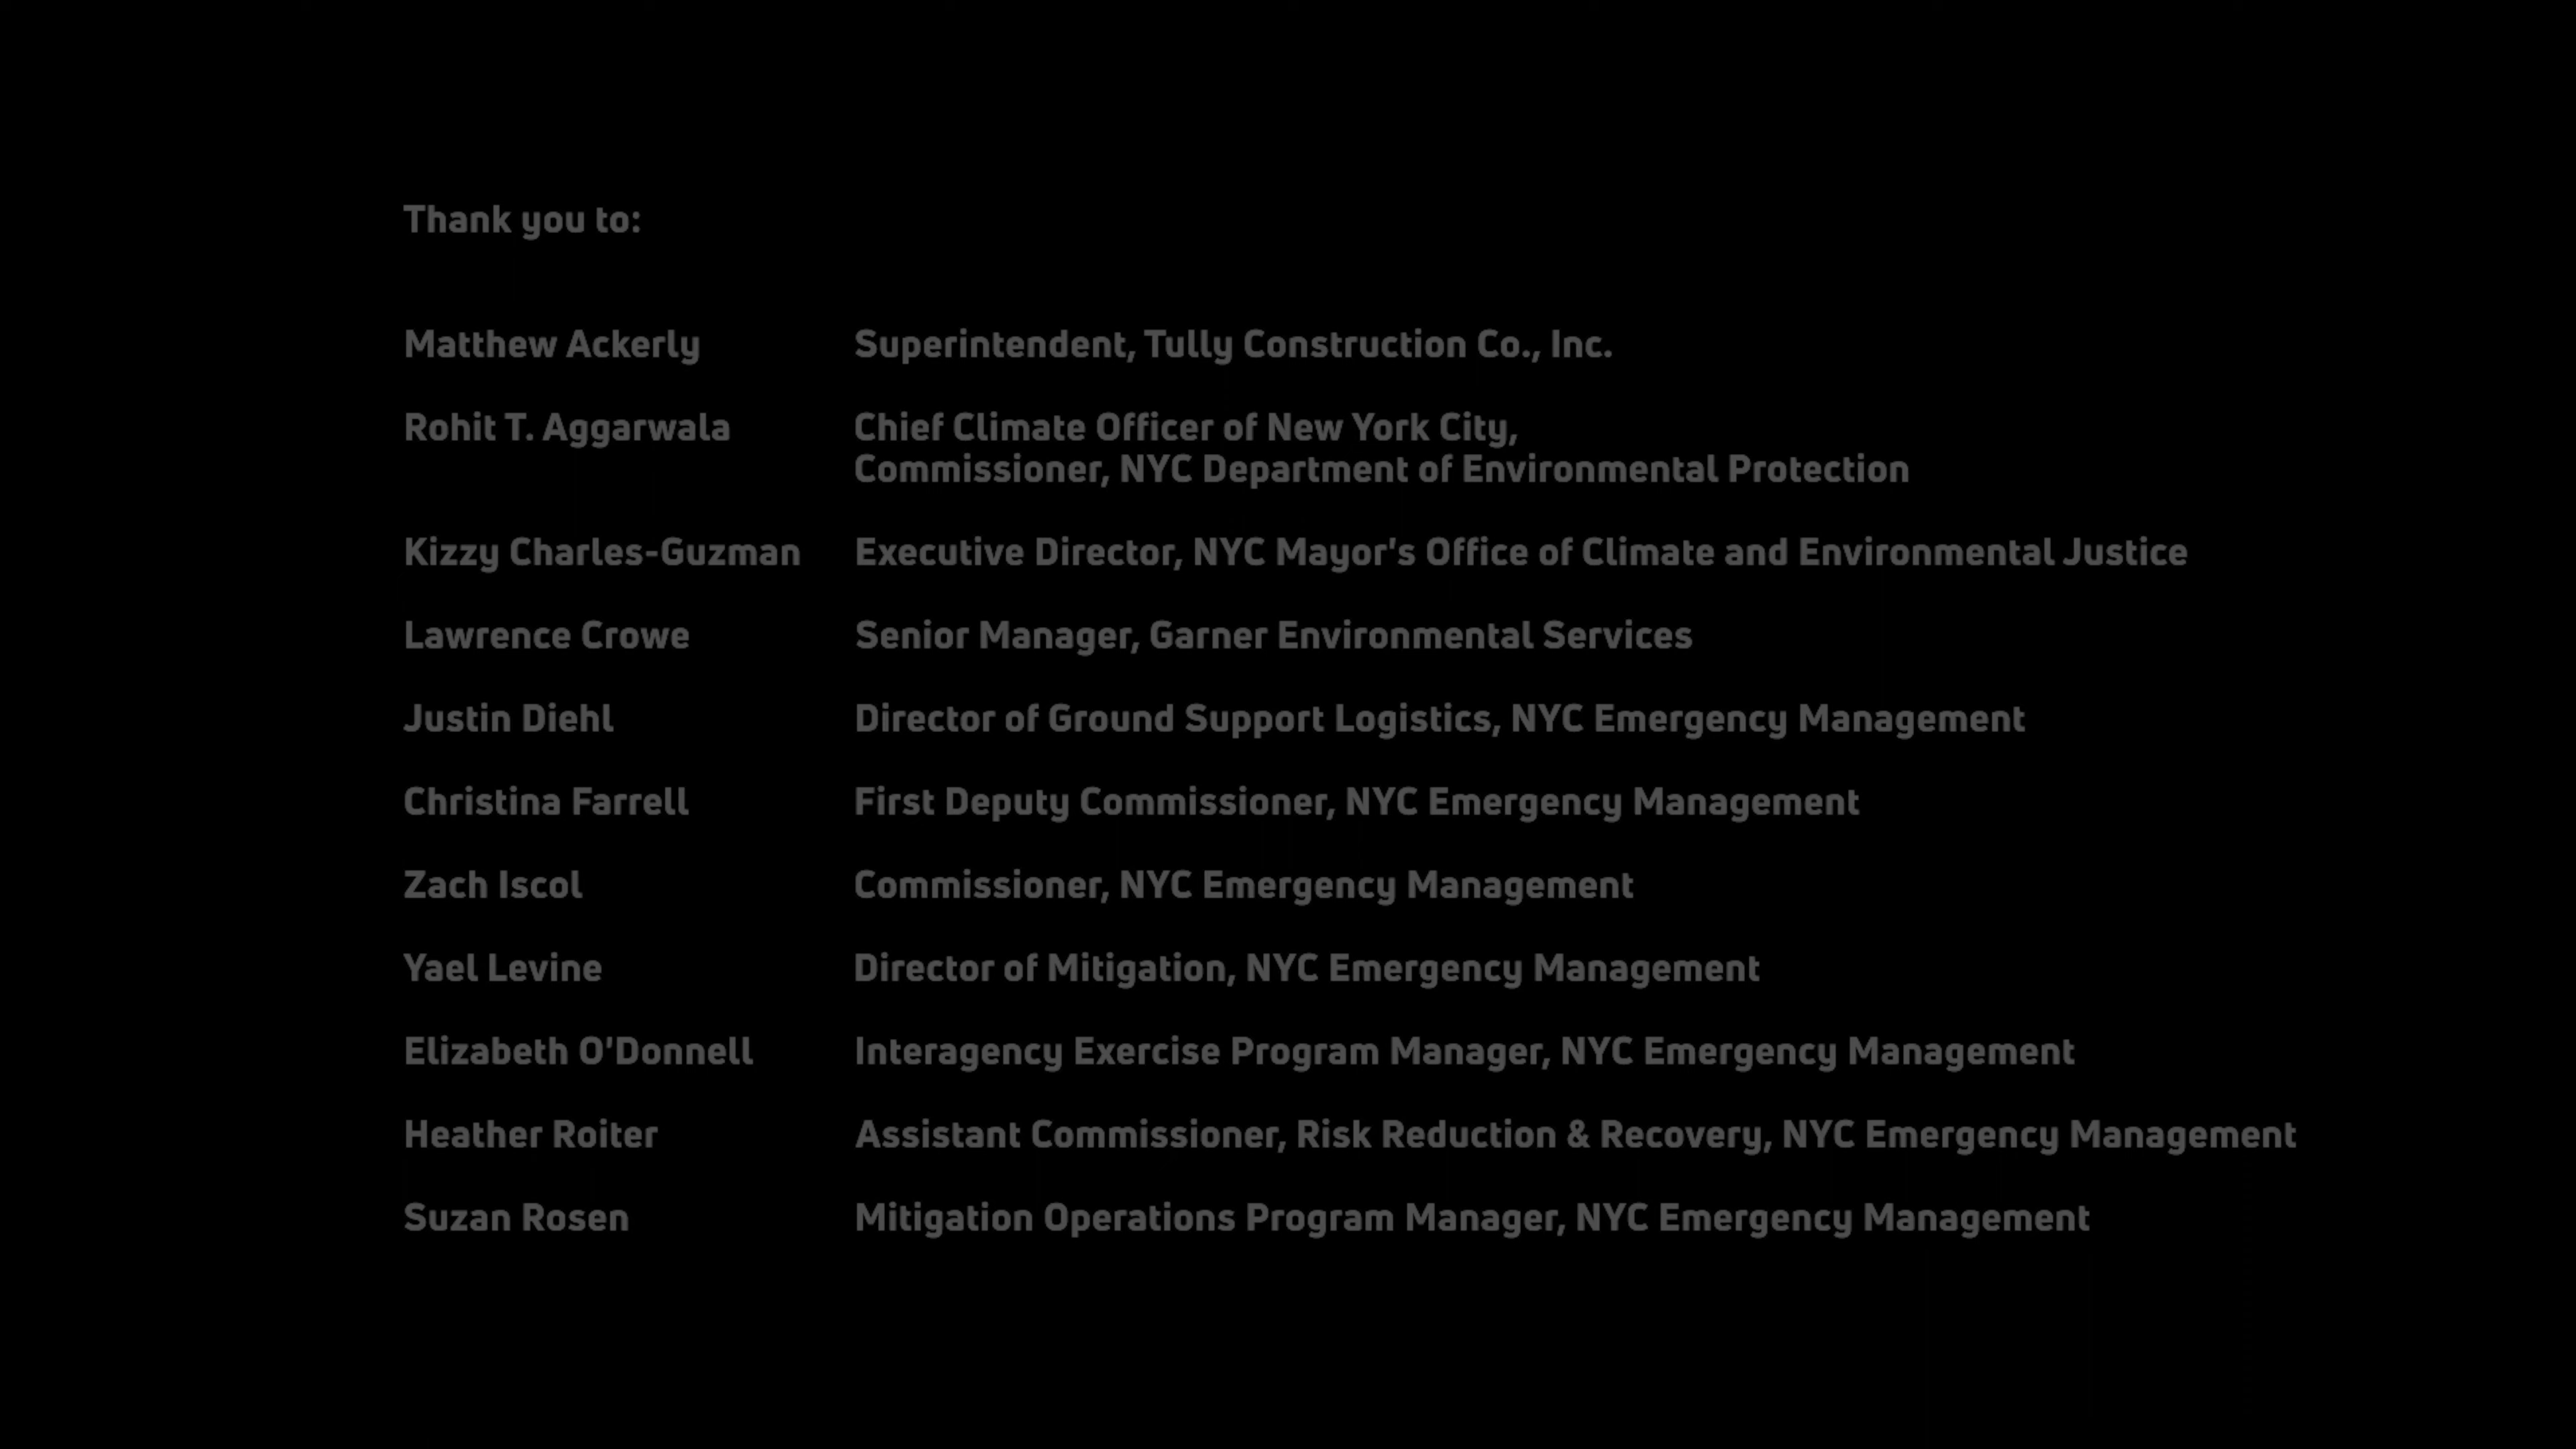 Thank you to:
Matthew Ackerly Superintendent, Tully Construction Co., Inc.
Rohit T. Aggarwala Chief Climate Officer of New York City,
Commissioner, NYC Department of Environmental Protection
Kizzy Charles-Guzman Executive Director, NYC Mayor's Office of Climate and Environmental Justice
Lawrence Crowe Senior Manager, Garner Environmental Services
Justin Diehl Director of Ground Support Logistics, NYC Emergency Management
Christina Farrell First Deputy Commissioner, NYC Emergency Management
Zach Iscol Commissioner, NYC Emergency Management
Yael Levine Director of Mitigation, NYC Emergency Management
Elizabeth O'Donnell Interagency Exercise Program Manager, NYC Emergency Management
Heather Roiter Assistant Commissioner, Risk Reduction & Recovery, NYC Emergency Management
Suzan Rosen Mitigation Operations Program Manager, NYC Emergency Management